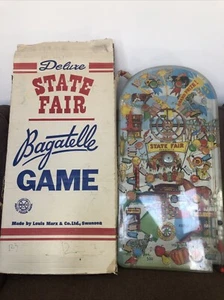 Deluxe
STATE
FAIR
Bagatelle
GAME
Made by Louis Marx & Co., Ltd., Swansea
STATE FAIR